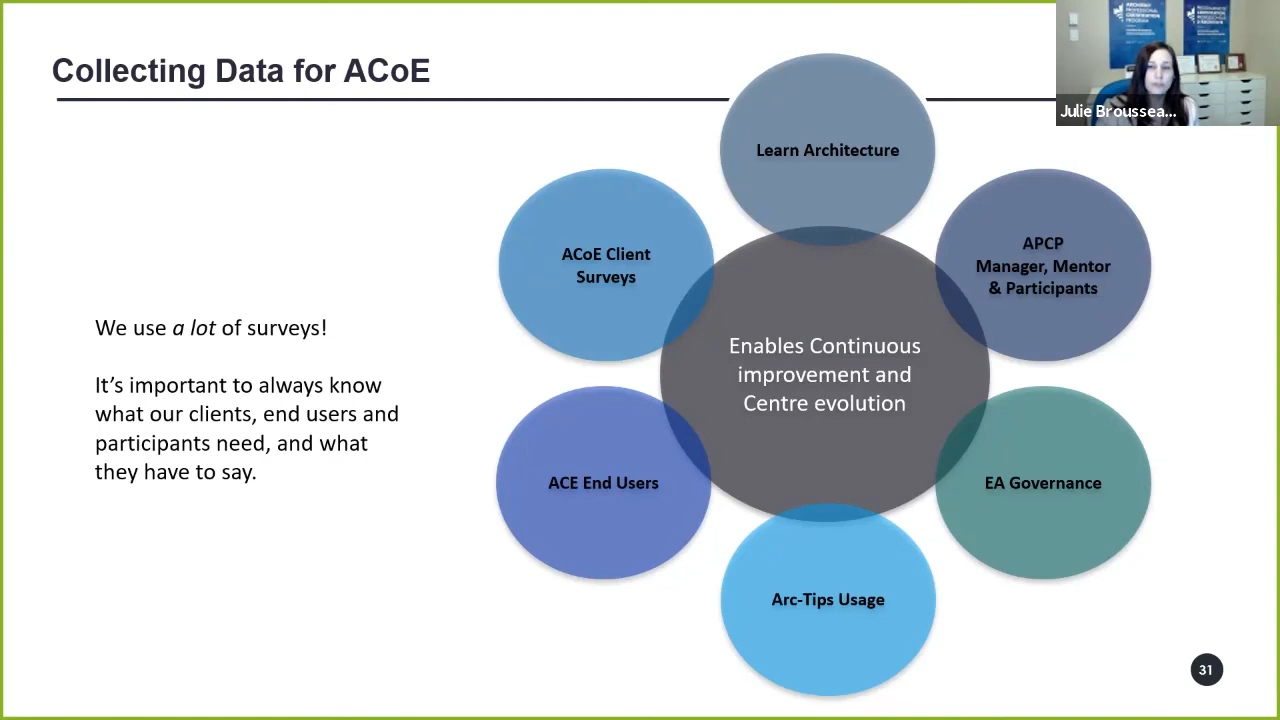 Collecting Data for ACoE
Julie Broussea...
Learn Architecture
ACoE Client
Surveys
APCP
Manager, Mentor
& Participants
We use a lot of surveys!
It's important to always know
what our clients, end users and
participants need, and what
they have to say.
Enables Continuous
improvement and
Centre evolution
ACE End Users
EA Governance
Arc-Tips Usage
31